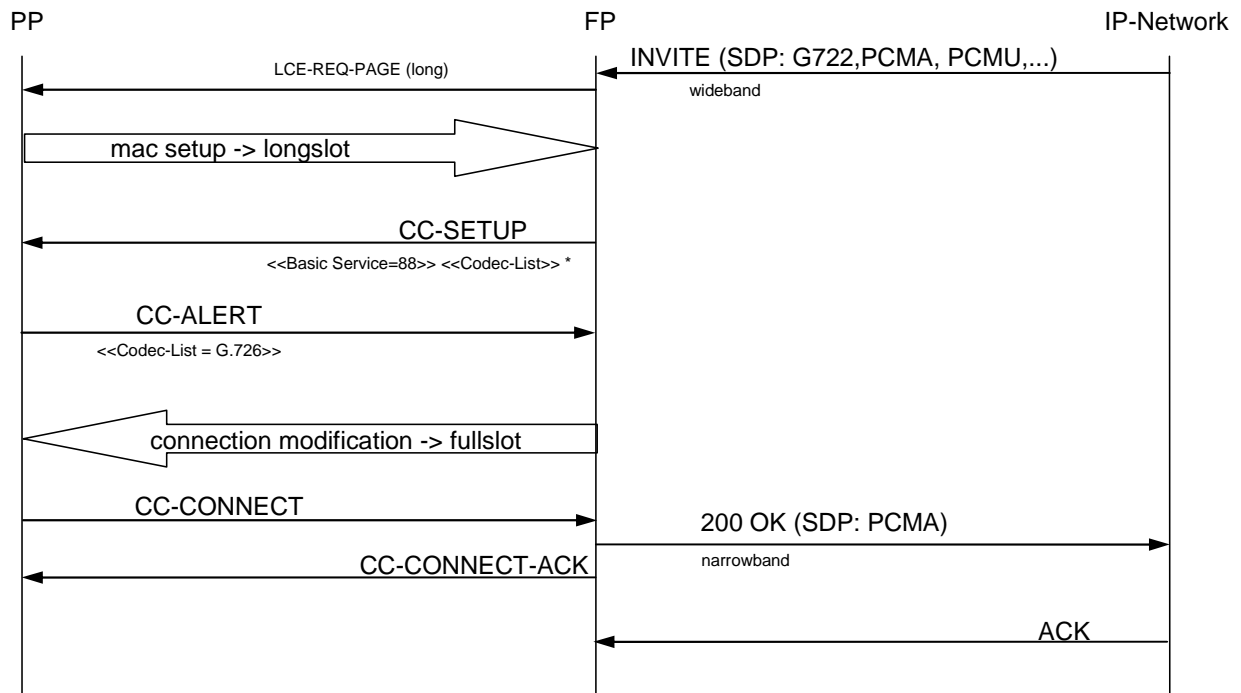 PP
FP
IP-Network
INVITE (SDP: G722,PCMA, PCMU,...)
LCE-REQ-PAGE (long)
wideband
mac setup -> longslot
CC-SETUP
<<Basic Service=88>> <<Codec-List>> *
CC-ALERT
<<Codec-List = G.726>>
connection modification -> fullslot
CC-CONNECT
200 OK (SDP: PCMA)
narrowband
CC-CONNECT-ACK
ACK